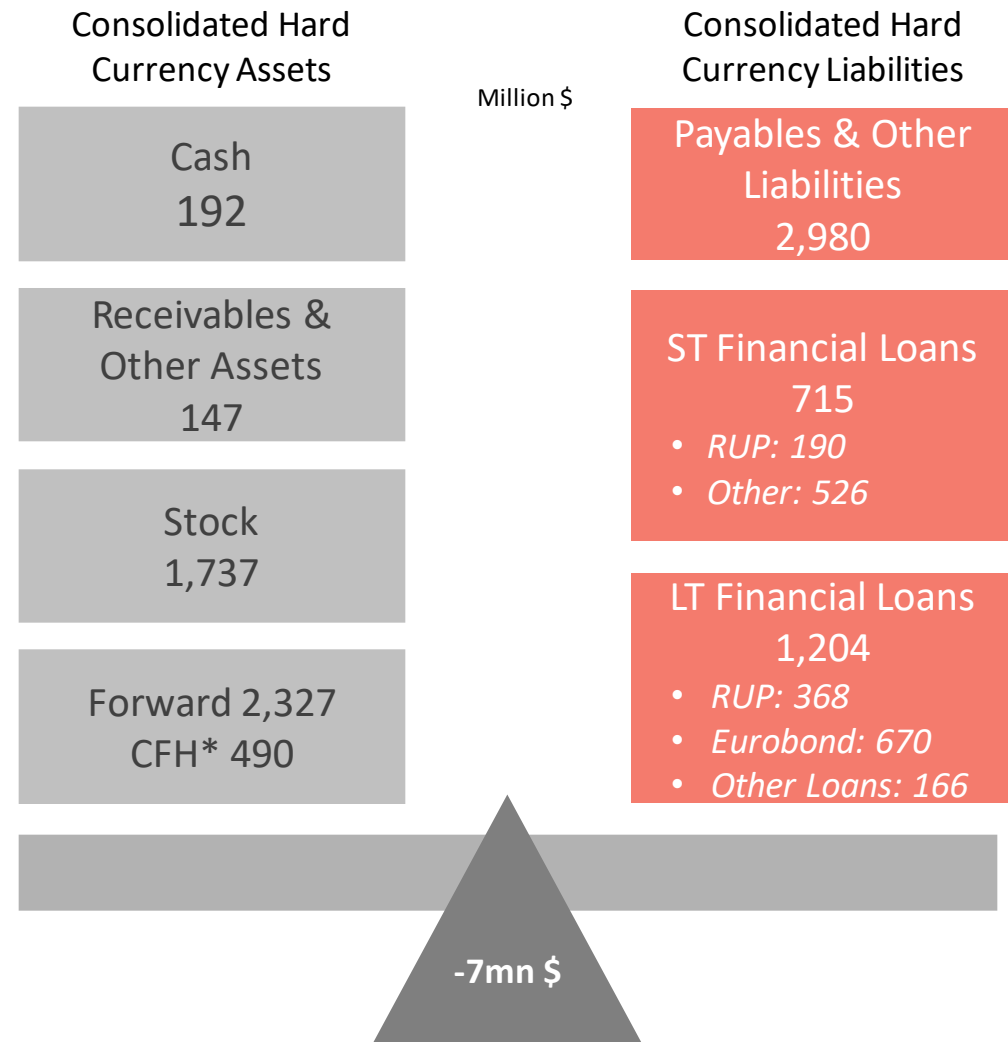 Consolidated Hard
Currency Assets
Cash
192
Receivables &
Other Assets
147
Stock
1,737
Forward 2,327
CFH* 490
Million $
Consolidated Hard
Currency Liabilities
Payables & Other
Liabilities
2,980
ST Financial Loans
715
• RUP: 190
• Other: 526
LT Financial Loans
1,204
• RUP: 368
• Eurobond: 670
• Other Loans: 166
-7mn $